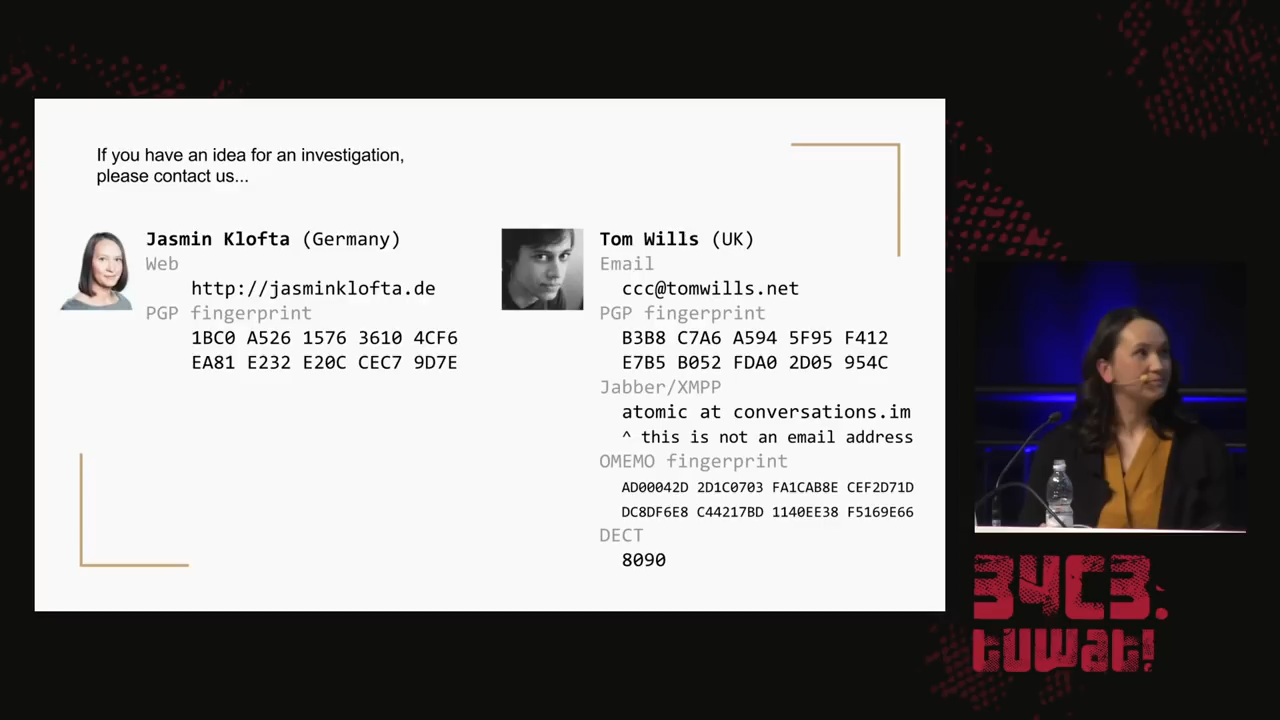 If you have an idea for an investigation,
please contact us...
Jasmin Klofta (Germany)
Web
http://jasminklofta.de
PGP fingerprint
1BC0 A526 1576 3610 4CF6
EA81 E232 E20C CEC7 9D7E
Tom Wills (UK)
Email
ccc@tomwills.net
PGP fingerprint
B3B8 C7A6 A594 5F95 F412
E7B5 B052 FDA0 2D05 954C
Jabber/XMPP
atomic at conversations.im
^ this is not an email address
OMEMO fingerprint
AD00042D 2D1C0703 FA1CAB8E CEF2D71D
DC8DF6E8 C44217BD 1140EE38 F5169E66
DECT
8090
34C3.
tuwat!